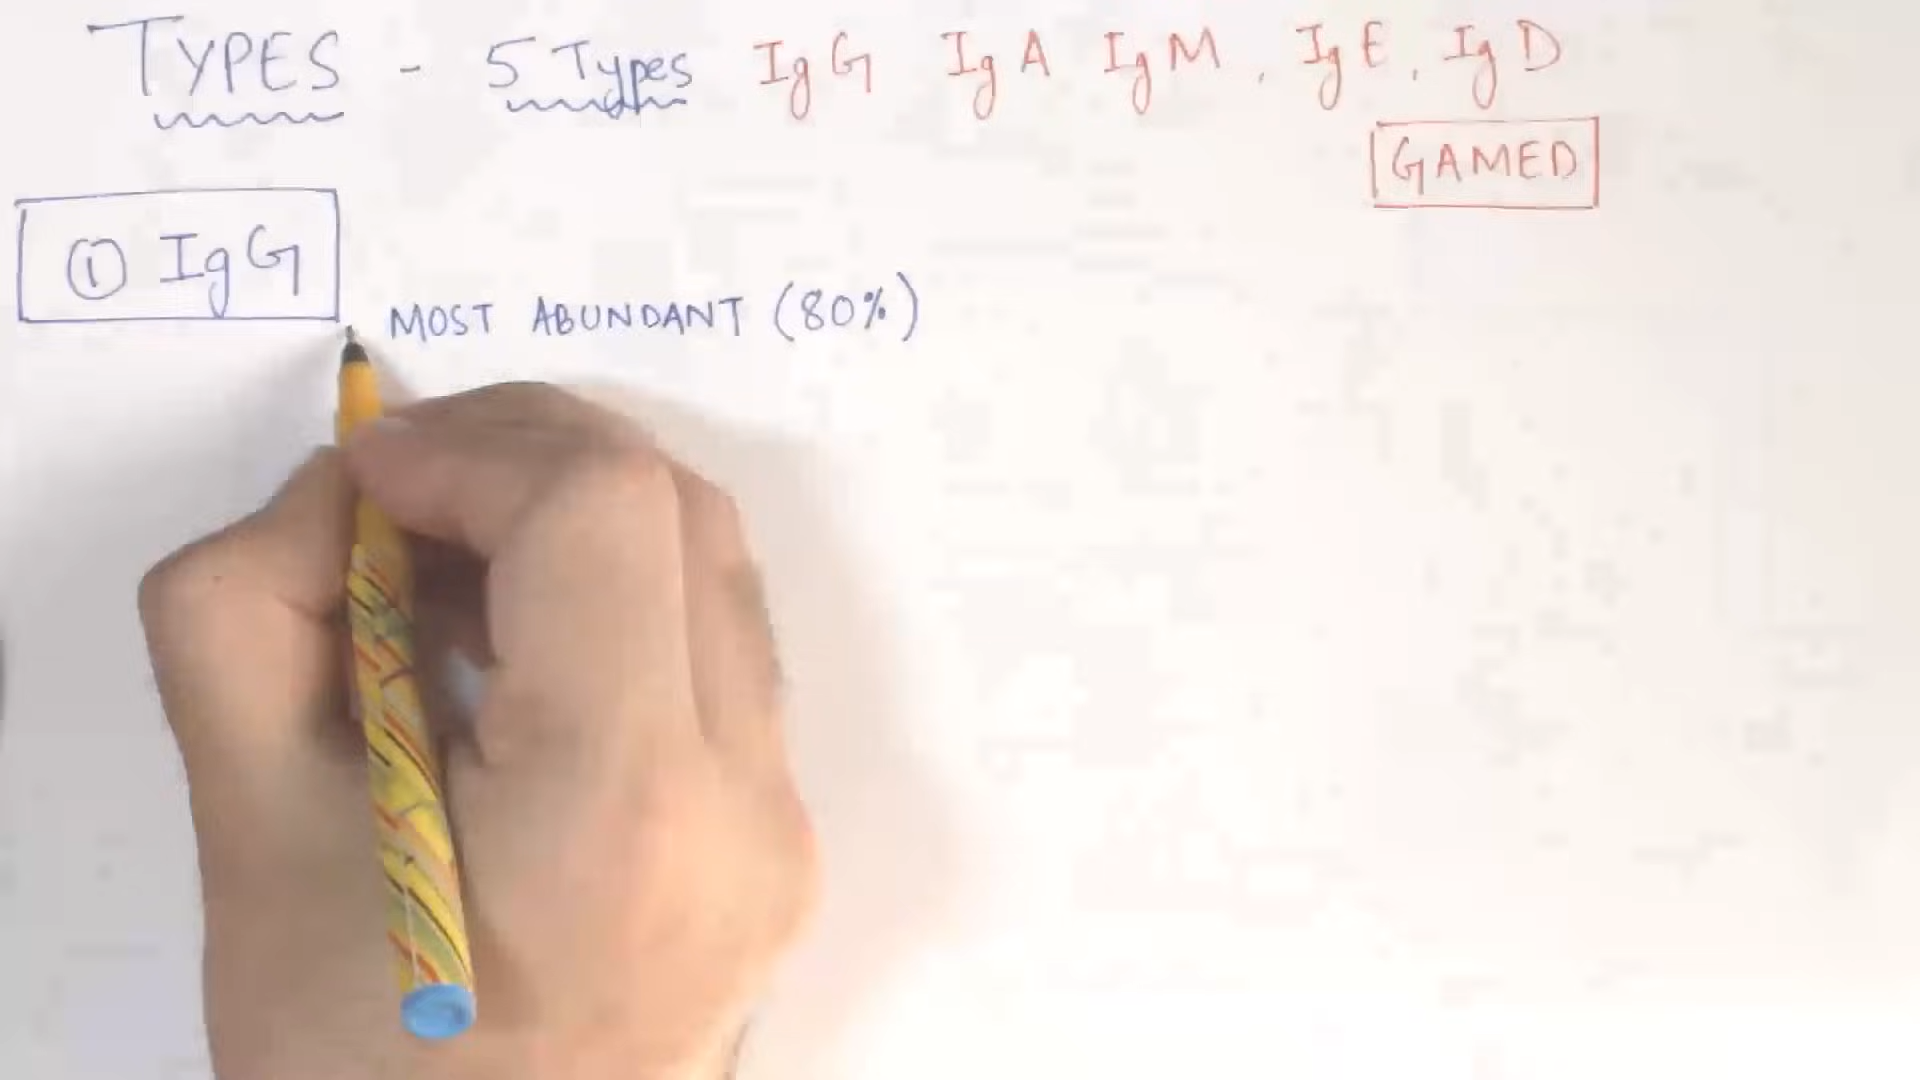 TYPES - 5 Types IgG IgA IgM, IgE, IgD
GAMED
① IgG
MOST ABUNDANT (80%)